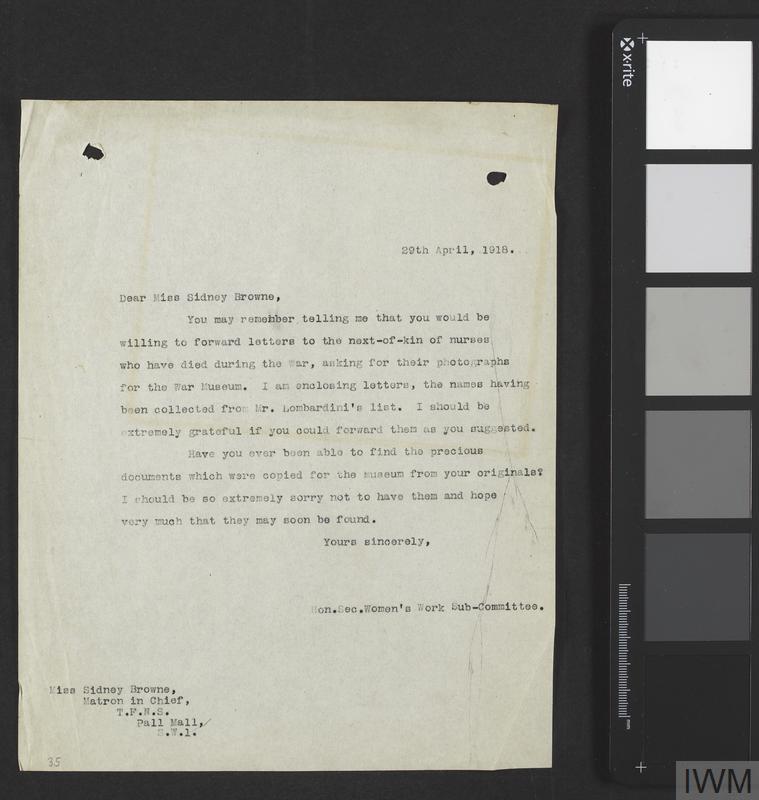 29th April, 1918.
Dear Miss Sidney Browne,
You may remember telling me that you would be
willing to forward letters to the next-of-kin of nurses
who have died during the War, asking for their photographs
for the War Museum. I am enclosing letters, the names having
been collected from Mr. Lombardini's list. I should be
extremely grateful if you could forward them as you suggested.
Have you ever been able to find the precious
documents which were copied for the museum from your originals?
I should be so extremely sorry not to have them and hope
very much that they may soon be found.
Yours sincerely,
Hon.Sec.Women's Work Sub-Committee.
Miss Sidney Browne,
Matron in Chief,
T.F.N.S.
Pall Mall,
S.W.1.
35
x-rite
mm
IWM